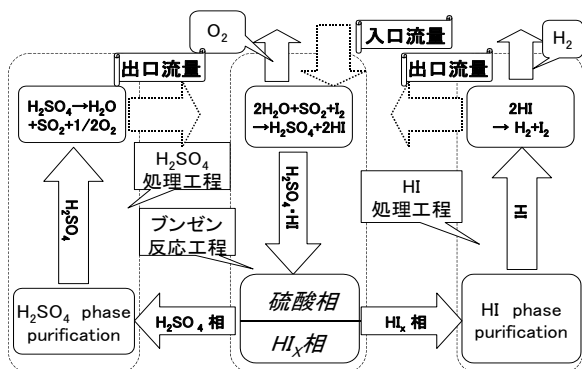 O₂
入口流量
H₂
出口流量
出口流量
H₂SO₄→H₂O
+SO₂+1/2O₂
2H₂O+SO₂+I₂
→H₂SO₄+2HI
2HI
→ H₂+I₂
H₂SO₄
処理工程
HI
処理工程
ブンゼン
反応工程
H₂SO₄
H₂SO₄・HI
HI
H₂SO₄ phase
purification
H₂SO₄ 相
硫酸相
HIₓ相
HIₓ 相
HI phase
purification